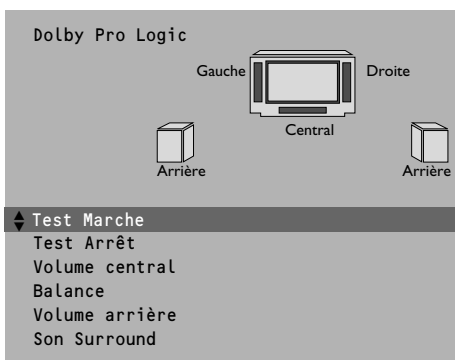 Dolby Pro Logic
Gauche
Droite
Central
Arrière
Arrière
Test Marche
Test Arrêt
Volume central
Balance
Volume arrière
Son Surround